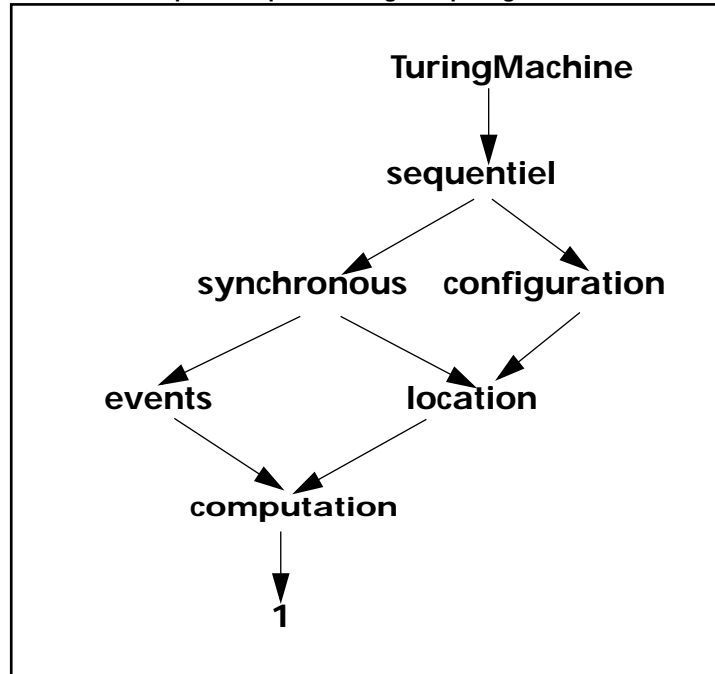 TuringMachine
sequentiel
synchronous configuration
events location
computation
1